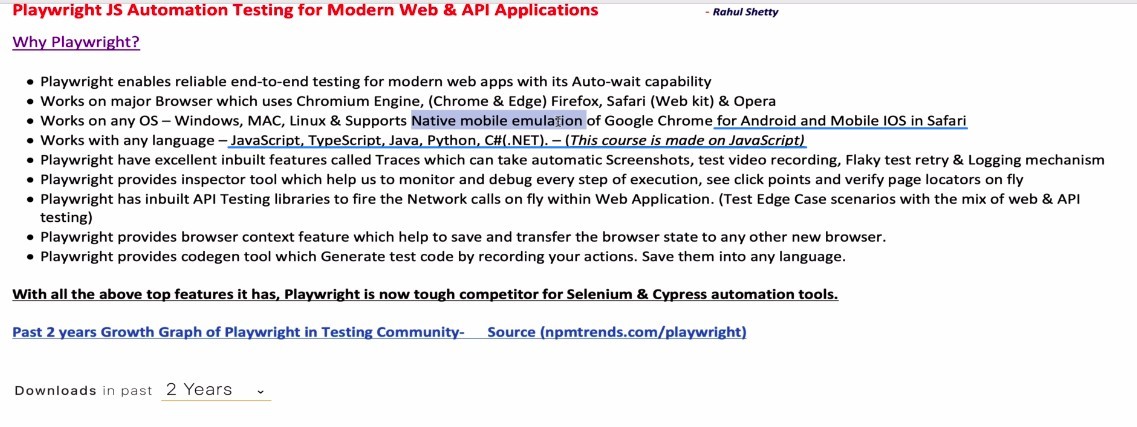 Playwright JS Automation Testing for Modern Web & API Applications - Rahul Shetty
Why Playwright?
• Playwright enables reliable end-to-end testing for modern web apps with its Auto-wait capability
• Works on major Browser which uses Chromium Engine, (Chrome & Edge) Firefox, Safari (Web kit) & Opera
• Works on any OS – Windows, MAC, Linux & Supports Native mobile emulation of Google Chrome for Android and Mobile IOS in Safari
• Works with any language – JavaScript, TypeScript, Java, Python, C#(.NET). – (This course is made on JavaScript)
• Playwright have excellent inbuilt features called Traces which can take automatic Screenshots, test video recording, Flaky test retry & Logging mechanism
• Playwright provides inspector tool which help us to monitor and debug every step of execution, see click points and verify page locators on fly
• Playwright has inbuilt API Testing libraries to fire the Network calls on fly within Web Application. (Test Edge Case scenarios with the mix of web & API
testing)
• Playwright provides browser context feature which help to save and transfer the browser state to any other new browser.
• Playwright provides codegen tool which Generate test code by recording your actions. Save them into any language.
With all the above top features it has, Playwright is now tough competitor for Selenium & Cypress automation tools.
Past 2 years Growth Graph of Playwright in Testing Community- Source (npmtrends.com/playwright)
Downloads in past 2 Years